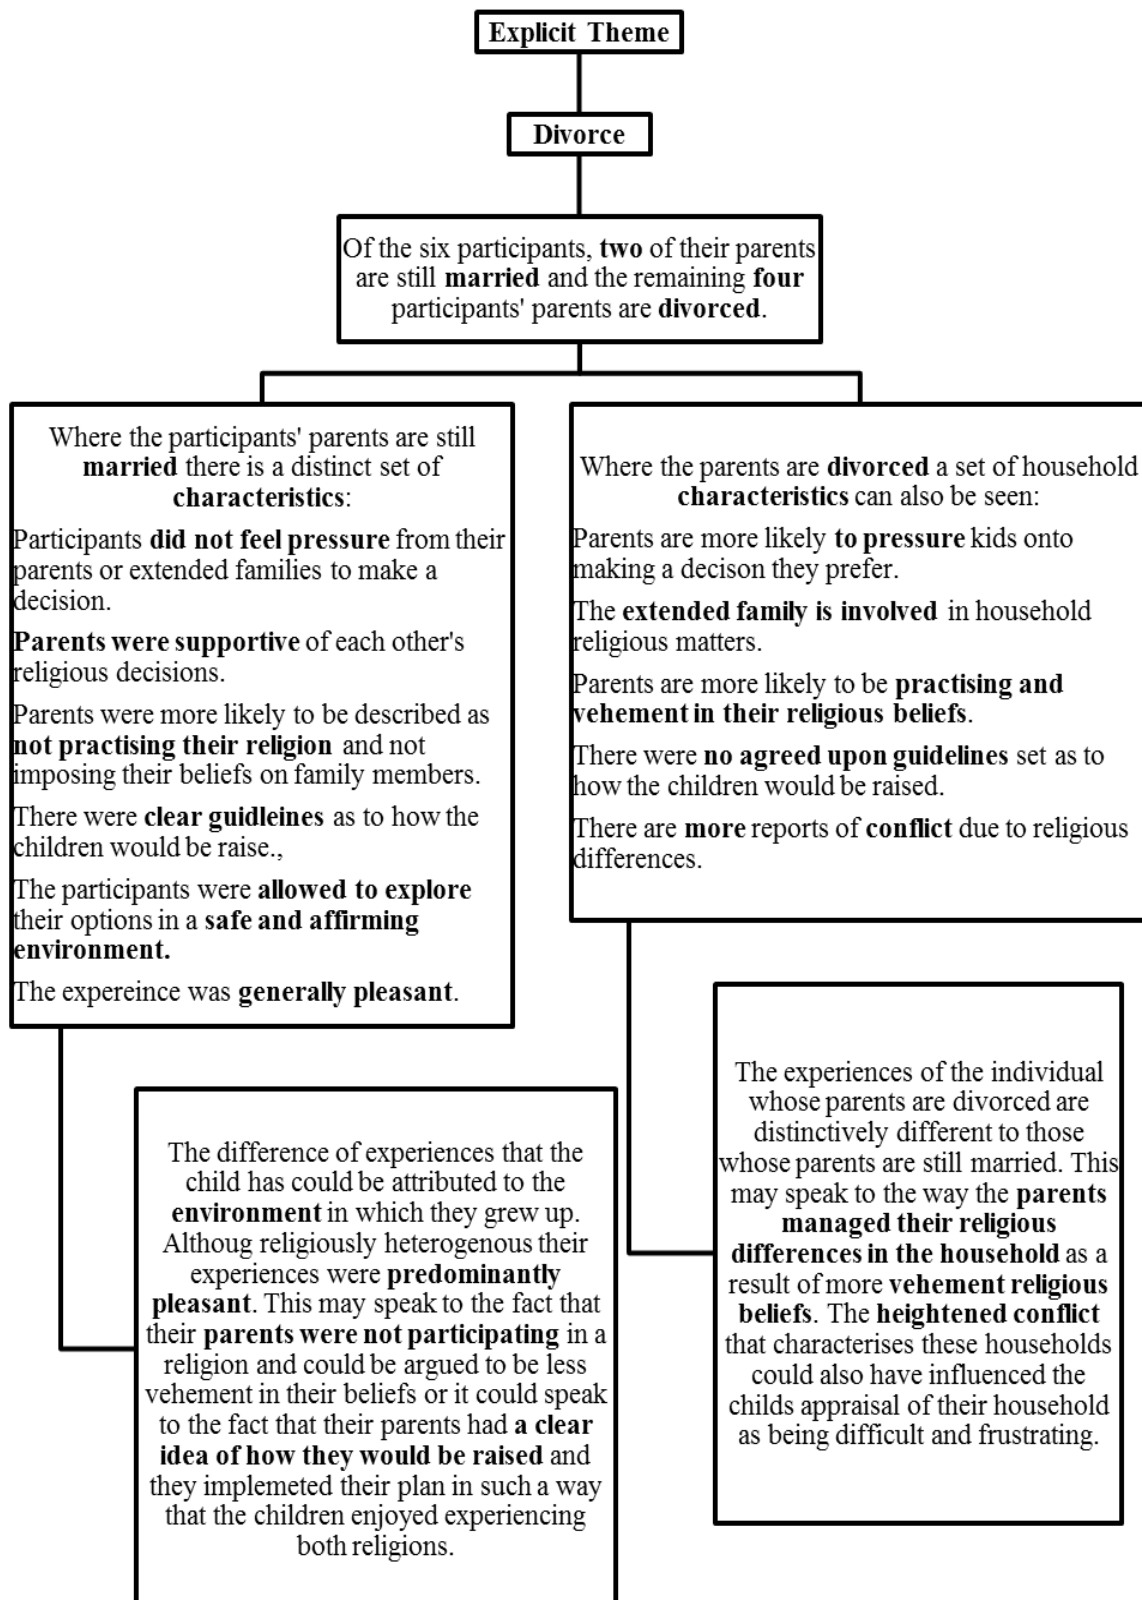 Explicit Theme
Divorce
Of the six participants, two of their parents
are still married and the remaining four
participants' parents are divorced.
Where the participants' parents are still
married there is a distinct set of
characteristics:
Participants did not feel pressure from their
parents or extended families to make a
decision.
Parents were supportive of each other's
religious decisions.
Parents were more likely to be described as
not practising their religion and not
imposing their beliefs on family members.
There were clear guidleines as to how the
children would be raise.,
The participants were allowed to explore
their options in a safe and affirming
environment.
The expereince was generally pleasant.
The difference of experiences that the
child has could be attributed to the
environment in which they grew up.
Althoug religiously heterogenous their
experiences were predominantly
pleasant. This may speak to the fact that
their parents were not participating in a
religion and could be argued to be less
vehement in their beliefs or it could speak
to the fact that their parents had a clear
idea of how they would be raised and
they implemeted their plan in such a way
that the children enjoyed experiencing
both religions.
Where the parents are divorced a set of household
characteristics can also be seen:
Parents are more likely to pressure kids onto
making a decison they prefer.
The extended family is involved in household
religious matters.
Parents are more likely to be practising and
vehement in their religious beliefs.
There were no agreed upon guidelines set as to
how the children would be raised.
There are more reports of conflict due to religious
differences.
The experiences of the individual
whose parents are divorced are
distinctively different to those
whose parents are still married. This
may speak to the way the parents
managed their religious
differences in the household as a
result of more vehement religious
beliefs. The heightened conflict
that characterises these households
could also have influenced the
childs appraisal of their household
as being difficult and frustrating.